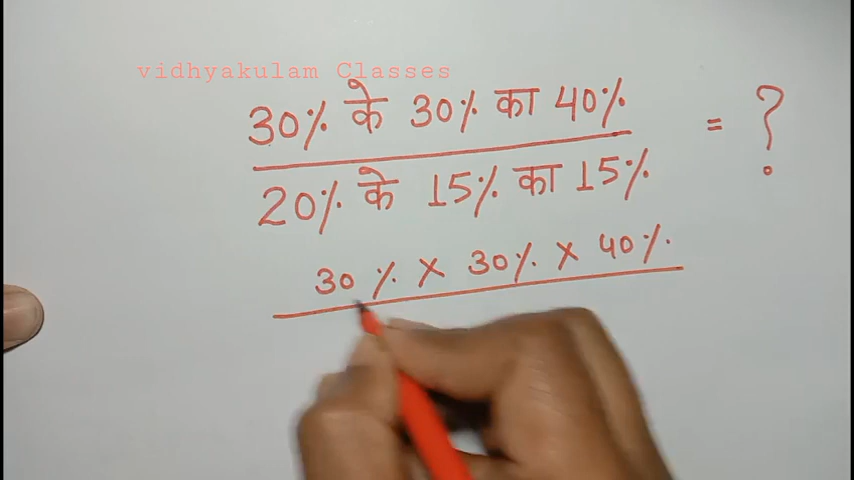 vidhyakulam Classes
30% के 30% का 40%
= ?
20% के 15% का 15%
30% × 30% × 40%